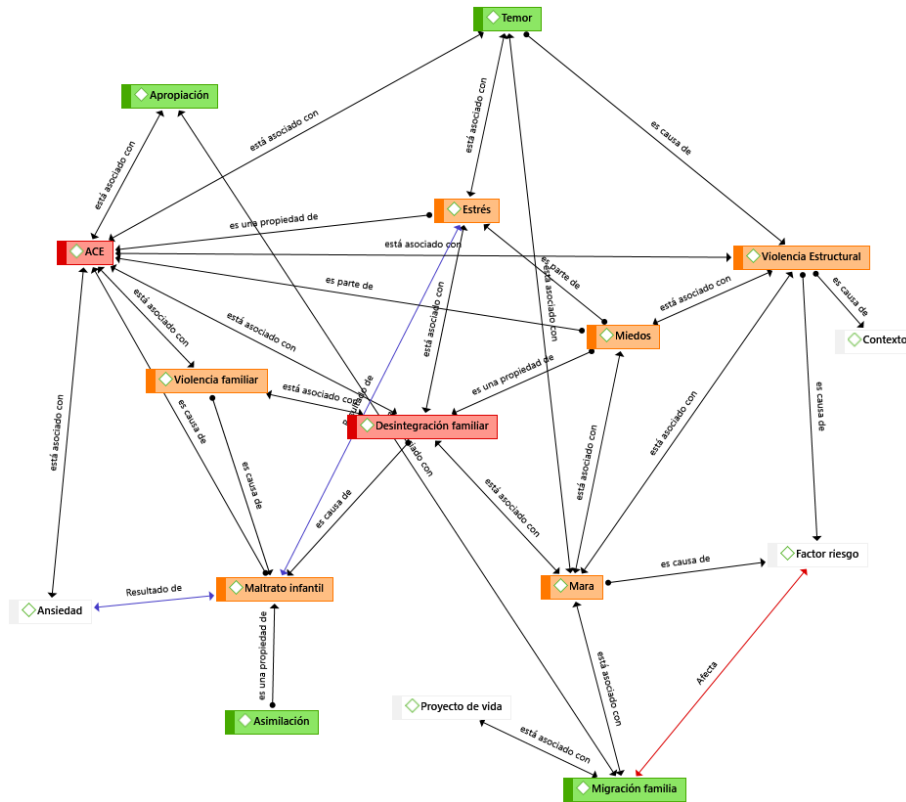 Temor
Apropiación
está asociado con
está asociado con
es causa de
está asociado con
Estrés
es una propiedad de
ACE
está asociado con
Violencia Estructural
es parte de
es parte de
está asociado con
está asociado con
es causa de
Contexto
Miedos
está asociado con
está asociado con
Violencia familiar
está asociado con
es una propiedad de
Resultado de
está asociado con
es causa de
Desintegración familiar
está asociado con
está asociado con
es causa de
es causa de
es causa de
está asociado con
está asociado con
Factor riesgo
es causa de
Maltrato infantil
Mara
Resultado de
Ansiedad
es una propiedad de
está asociado con
Afecta
Proyecto de vida
Asimilación
está asociado con
Migración familia